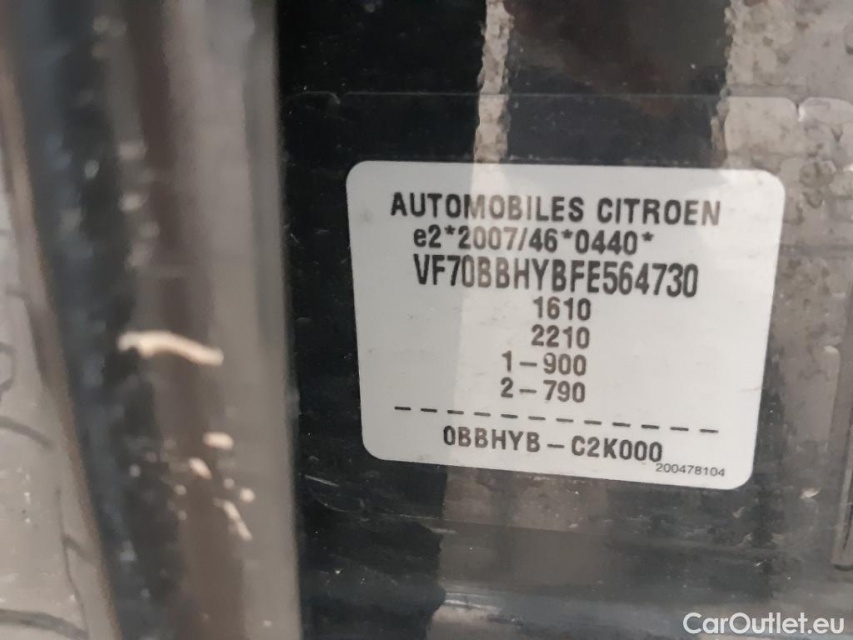 AUTOMOBILES CITROEN
e2*2007/46*0440*
VF70BBHYBFE564730
1610
2210
1-900
2-790
0BBHYB-C2K000
200478104
CarOutlet.eu